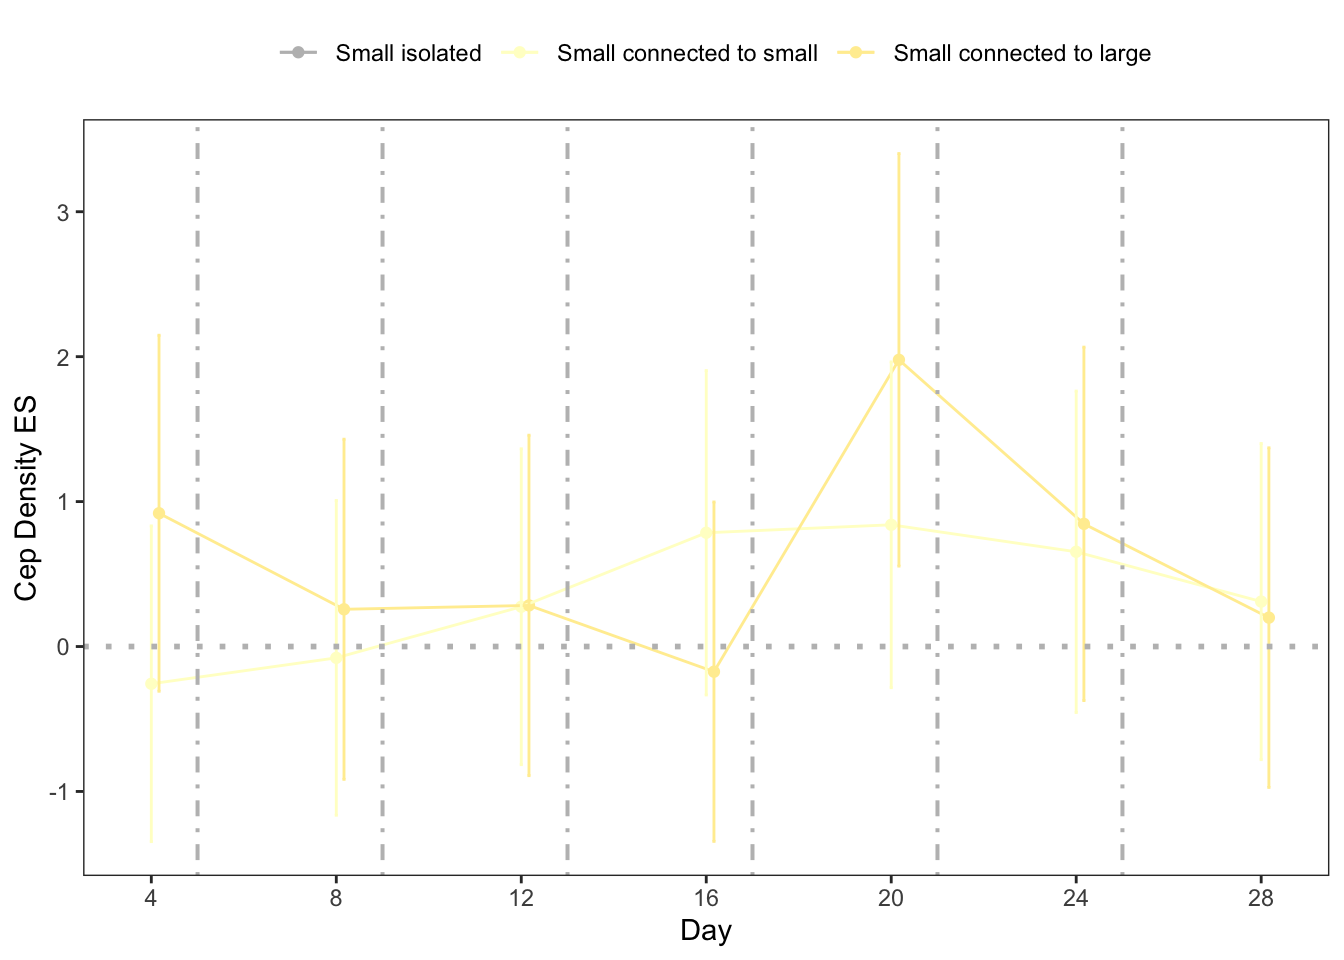 Small isolated Small connected to small Small connected to large
Cep Density ES
3
2
1
0
-1
4 8 12 16 20 24 28
Day